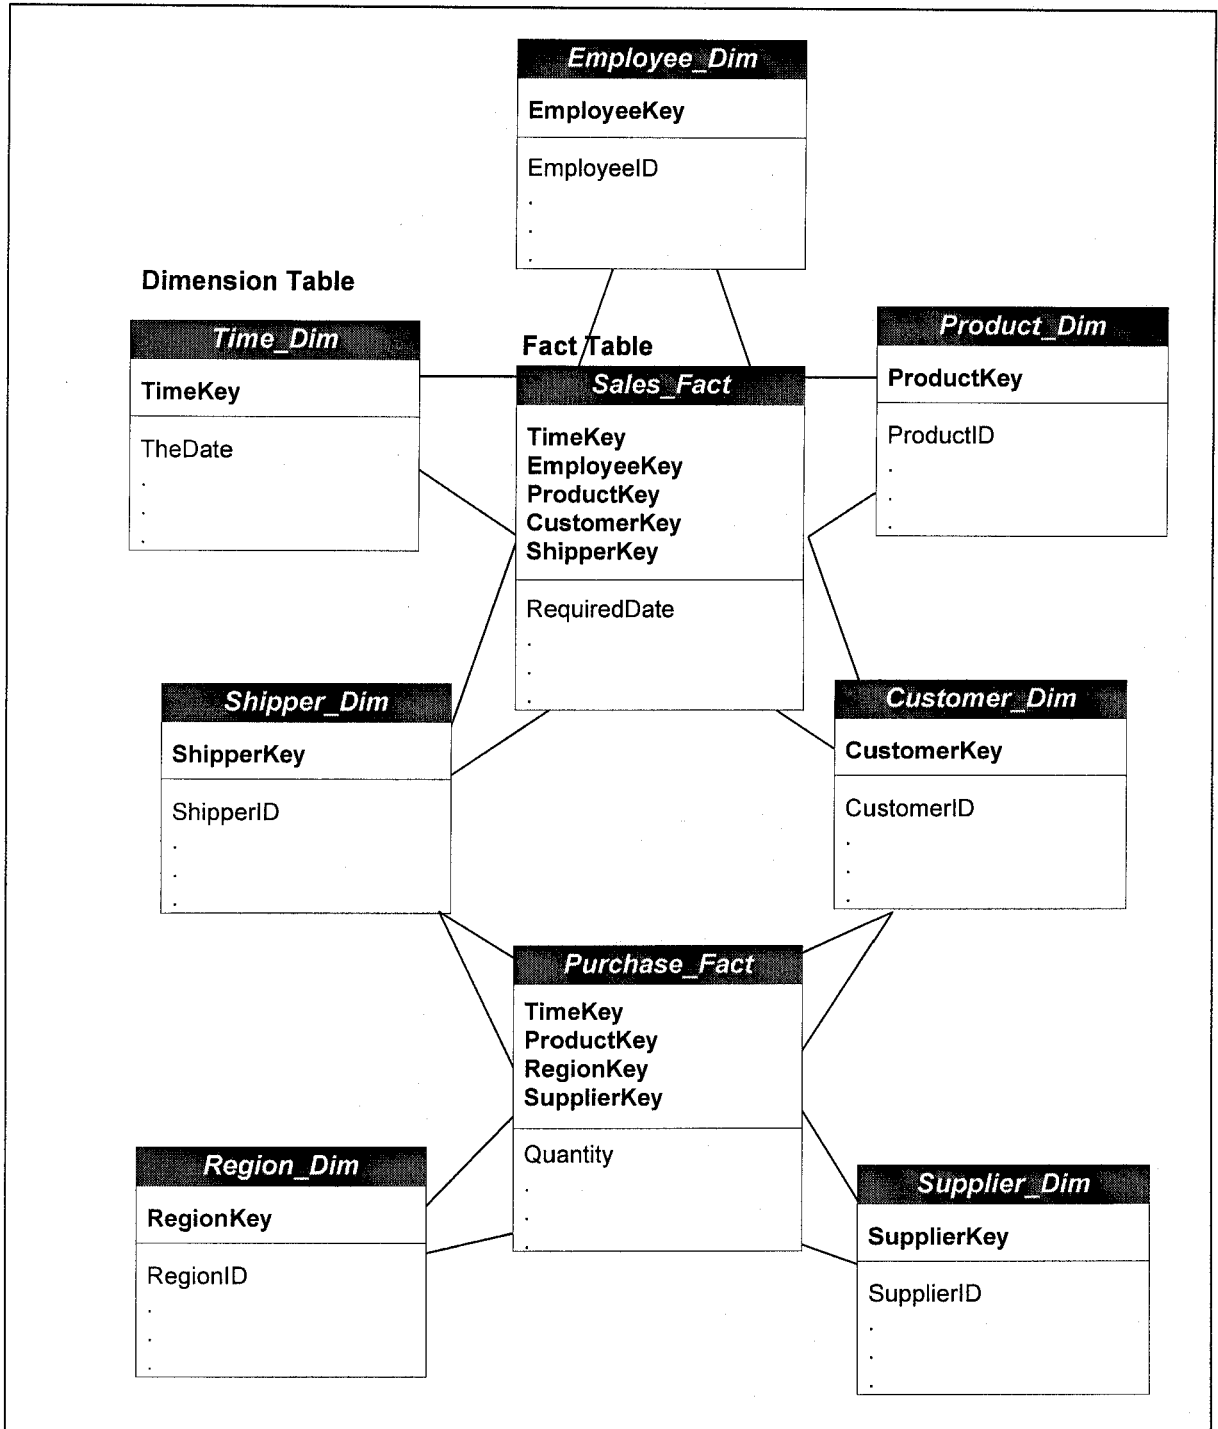 Employee_Dim
EmployeeKey
EmployeeID
.
.
.
Dimension Table
Time_Dim
TimeKey
TheDate
.
.
.
Fact Table
Sales_Fact
TimeKey
EmployeeKey
ProductKey
CustomerKey
ShipperKey
RequiredDate
.
.
.
Product_Dim
ProductKey
ProductID
.
.
.
Shipper_Dim
ShipperKey
ShipperID
.
.
.
Customer_Dim
CustomerKey
CustomerID
.
.
.
Purchase_Fact
TimeKey
ProductKey
RegionKey
SupplierKey
Quantity
.
.
.
Region_Dim
RegionKey
RegionID
.
.
.
Supplier_Dim
SupplierKey
SupplierID
.
.
.